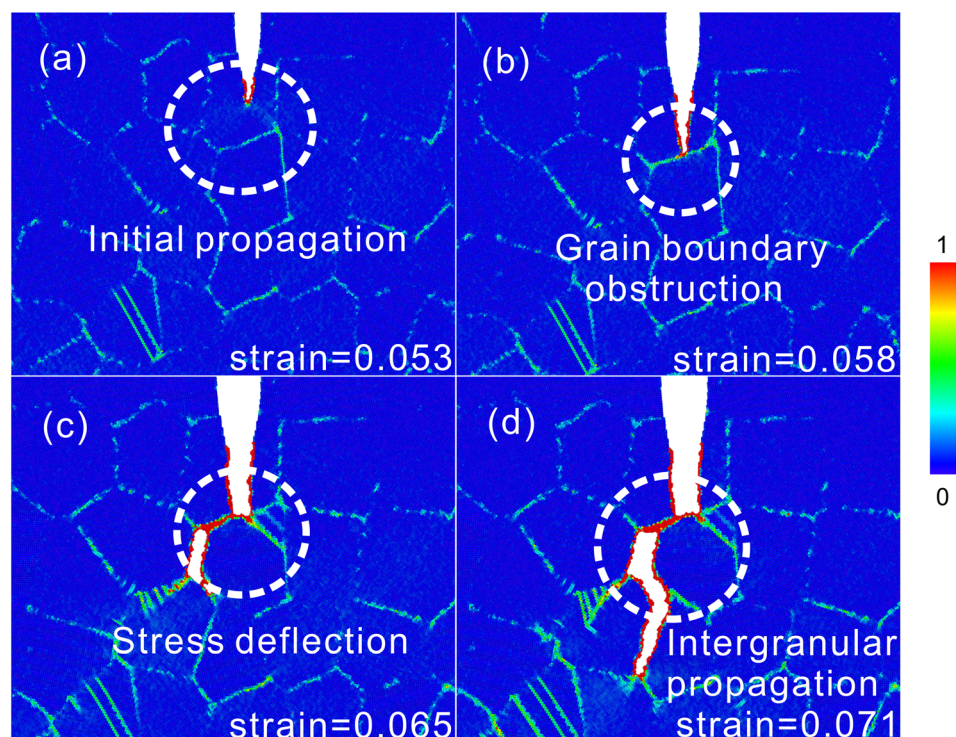 (a)
Initial propagation
strain=0.053
(b)
Grain boundary
obstruction
strain=0.058
(c)
Stress deflection
strain=0.065
(d)
Intergranular
propagation
strain=0.071
1
0